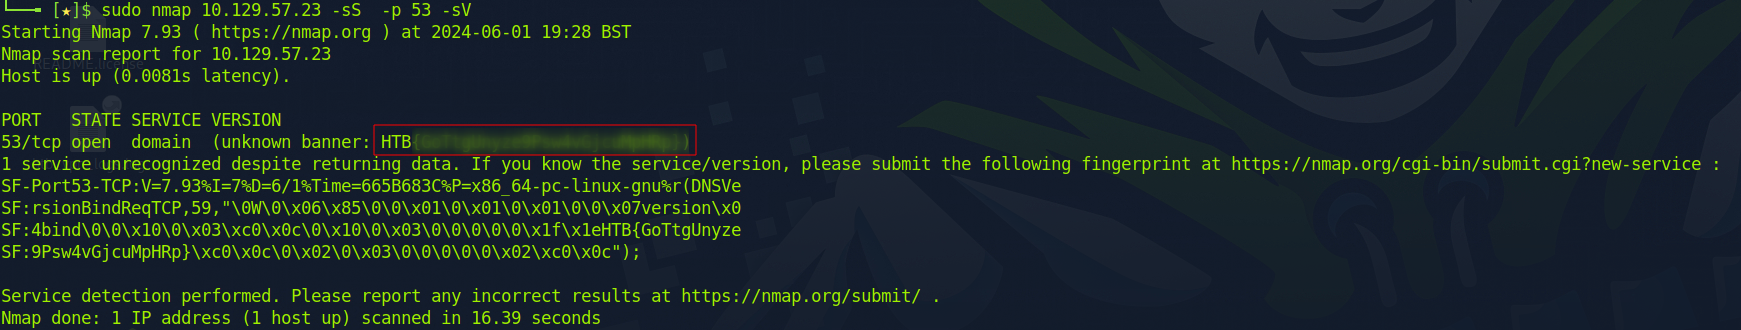 └──╼ [★]$ sudo nmap 10.129.57.23 -sS  -p 53 -sV
Starting Nmap 7.93 ( https://nmap.org ) at 2024-06-01 19:28 BST
Nmap scan report for 10.129.57.23
Host is up (0.0081s latency).
PORT   STATE SERVICE VERSION
53/tcp open  domain  (unknown banner: HTB
1 service unrecognized despite returning data. If you know the service/version, please submit the following fingerprint at https://nmap.org/cgi-bin/submit.cgi?new-service :
SF-Port53-TCP:V=7.93%I=7%D=6/1%Time=665B683C%P=x86_64-pc-linux-gnu%r(DNSVe
SF:rsionBindReqTCP,59,"\0W\0\x06\x85\0\0\x01\0\x01\0\x01\0\0\x07version\x0
SF:4bind\0\0\x10\0\x03\xc0\x0c\0\x10\0\x03\0\0\0\0\0\x1f\x1eHTB{GoTtgUnyze
SF:9Psw4vGjcuMpHRp}\xc0\x0c\0\x02\0\x03\0\0\0\0\0\x02\xc0\x0c");
Service detection performed. Please report any incorrect results at https://nmap.org/submit/ .
Nmap done: 1 IP address (1 host up) scanned in 16.39 seconds